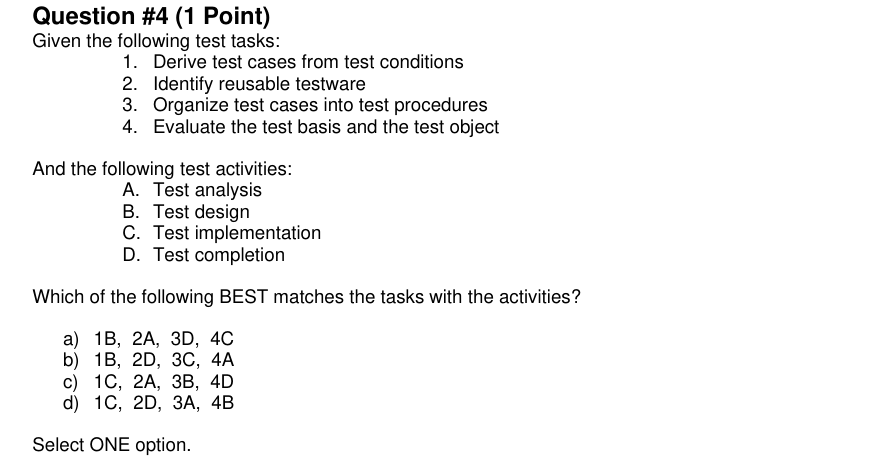 Question #4 (1 Point)
Given the following test tasks:
1. Derive test cases from test conditions
2. Identify reusable testware
3. Organize test cases into test procedures
4. Evaluate the test basis and the test object
And the following test activities:
A. Test analysis
B. Test design
C. Test implementation
D. Test completion
Which of the following BEST matches the tasks with the activities?
a) 1B, 2A, 3D, 4C
b) 1B, 2D, 3C, 4A
c) 1C, 2A, 3B, 4D
d) 1C, 2D, 3A, 4B
Select ONE option.